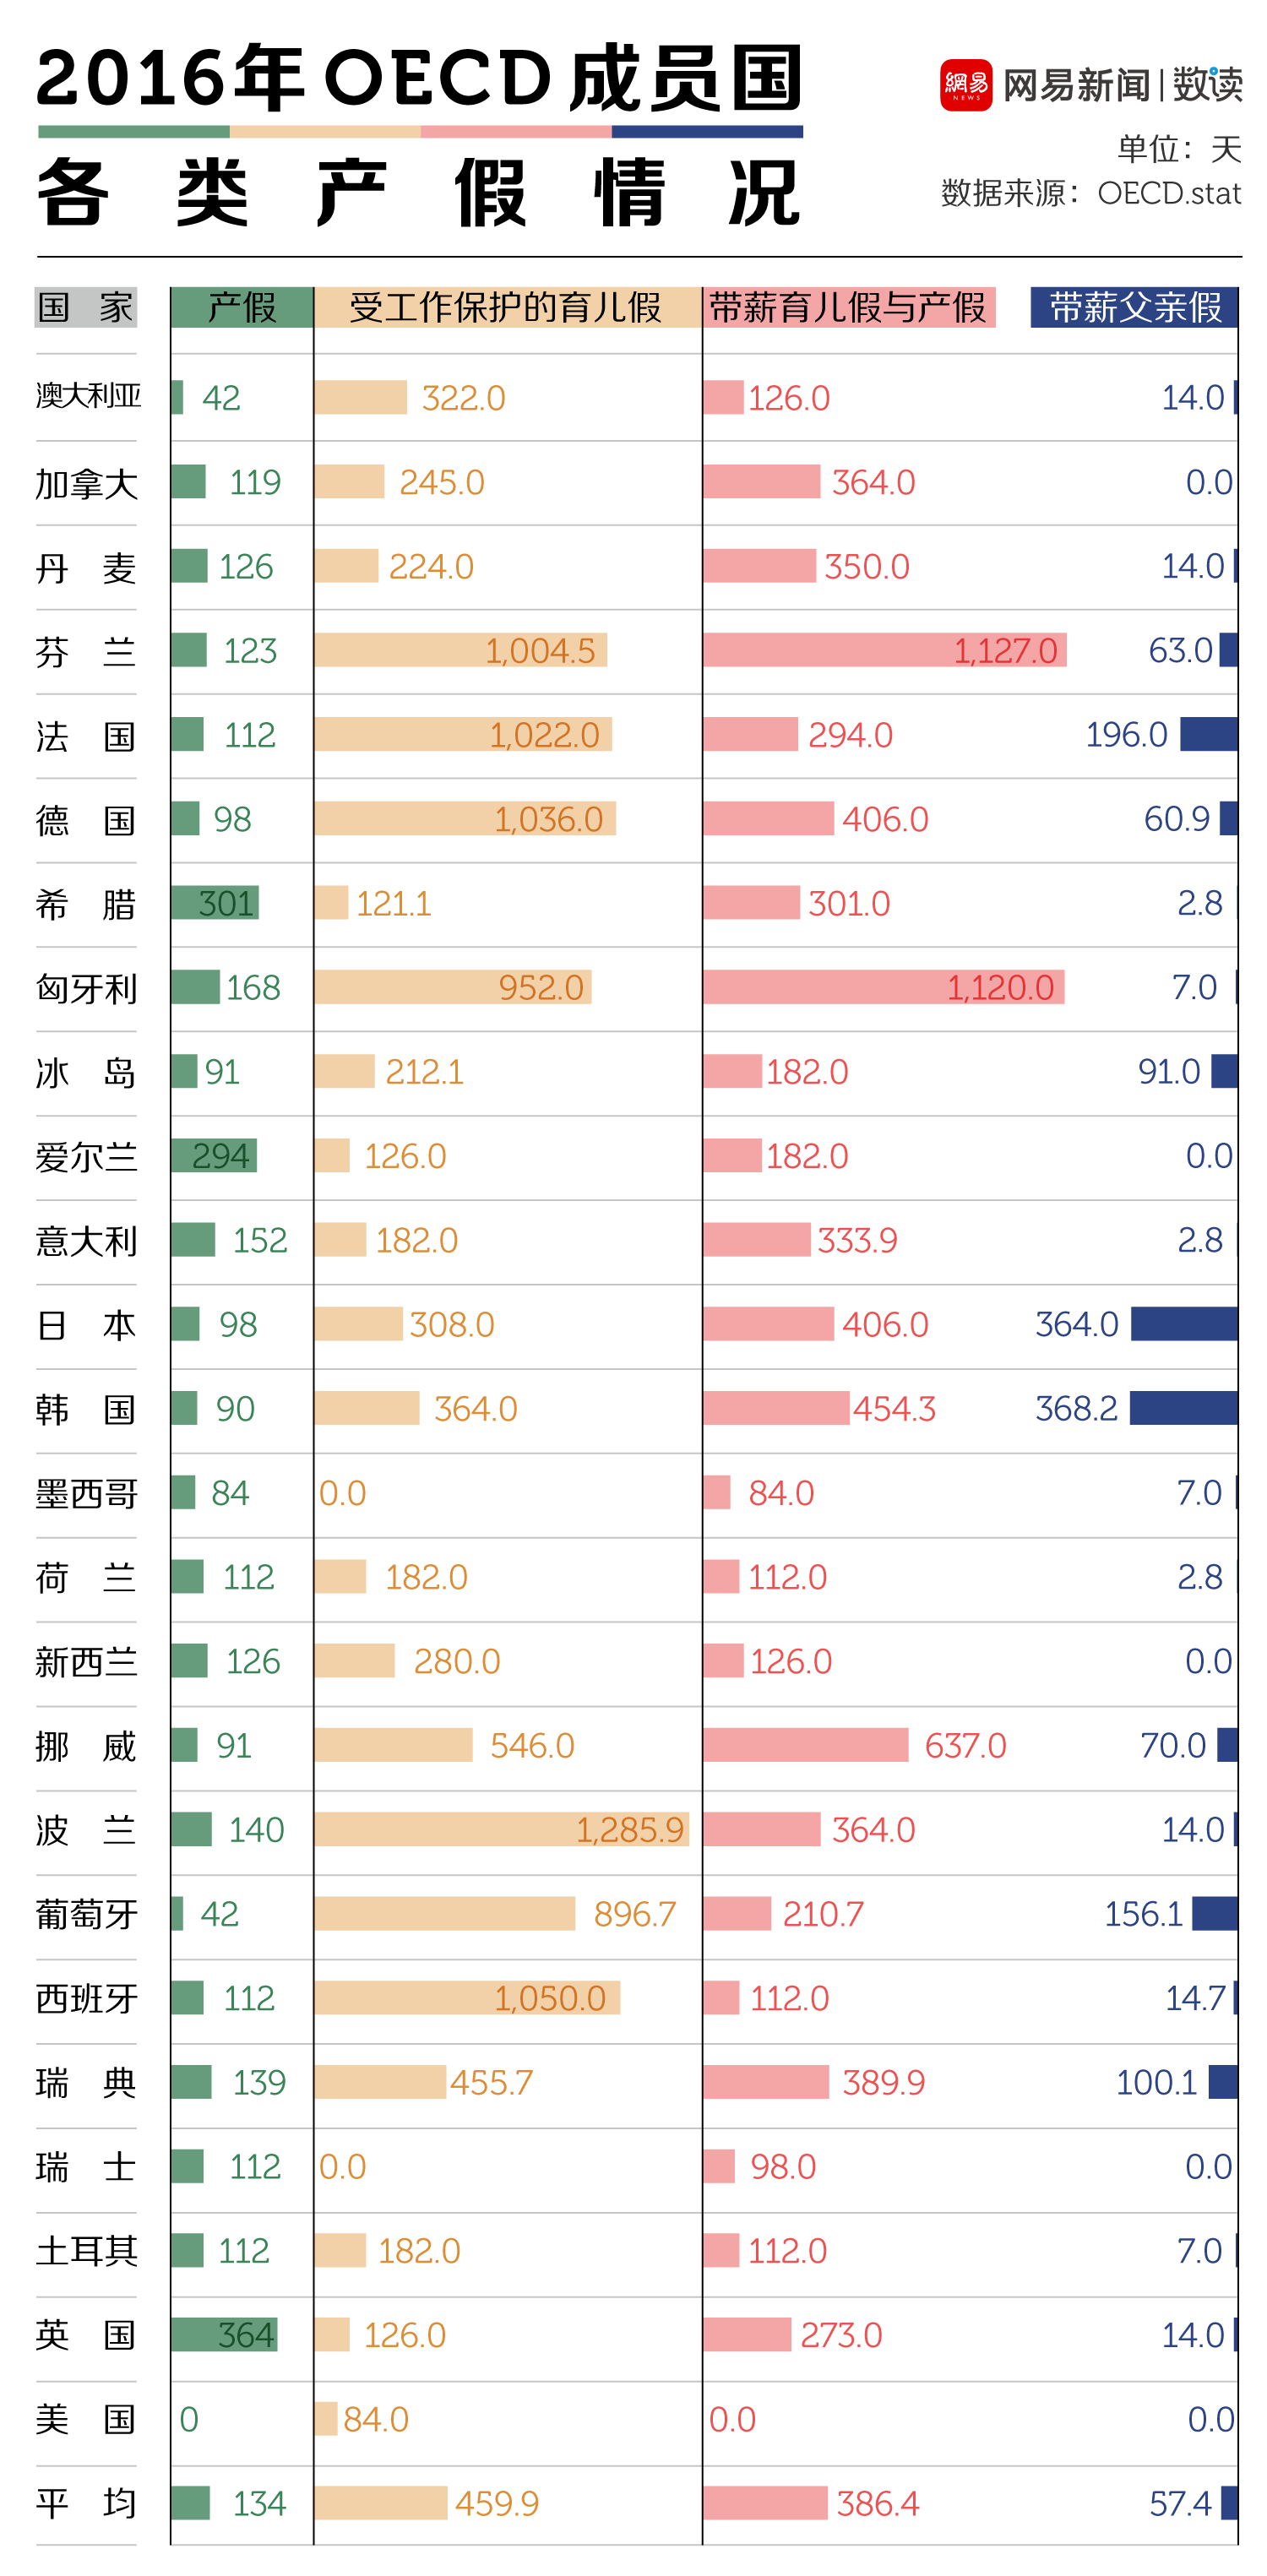 2016年 OECD 成员国
各类产假情况
網易
NEWS
网易新闻 | 数读
单位：天
数据来源：OECD.stat
国家 产假 受工作保护的育儿假 带薪育儿假与产假 带薪父亲假
澳大利亚 42 322.0 126.0 14.0
加拿大 119 245.0 364.0 0.0
丹麦 126 224.0 350.0 14.0
芬兰 123 1,004.5 1,127.0 63.0
法国 112 1,022.0 294.0 196.0
德国 98 1,036.0 406.0 60.9
希腊 301 121.1 301.0 2.8
匈牙利 168 952.0 1,120.0 7.0
冰岛 91 212.1 182.0 91.0
爱尔兰 294 126.0 182.0 0.0
意大利 152 182.0 333.9 2.8
日本 98 308.0 406.0 364.0
韩国 90 364.0 454.3 368.2
墨西哥 84 0.0 84.0 7.0
荷兰 112 182.0 112.0 2.8
新西兰 126 280.0 126.0 0.0
挪威 91 546.0 637.0 70.0
波兰 140 1,285.9 364.0 14.0
葡萄牙 42 896.7 210.7 156.1
西班牙 112 1,050.0 112.0 14.7
瑞典 139 455.7 389.9 100.1
瑞士 112 0.0 98.0 0.0
土耳其 112 182.0 112.0 7.0
英国 364 126.0 273.0 14.0
美国 0 84.0 0.0 0.0
平均 134 459.9 386.4 57.4